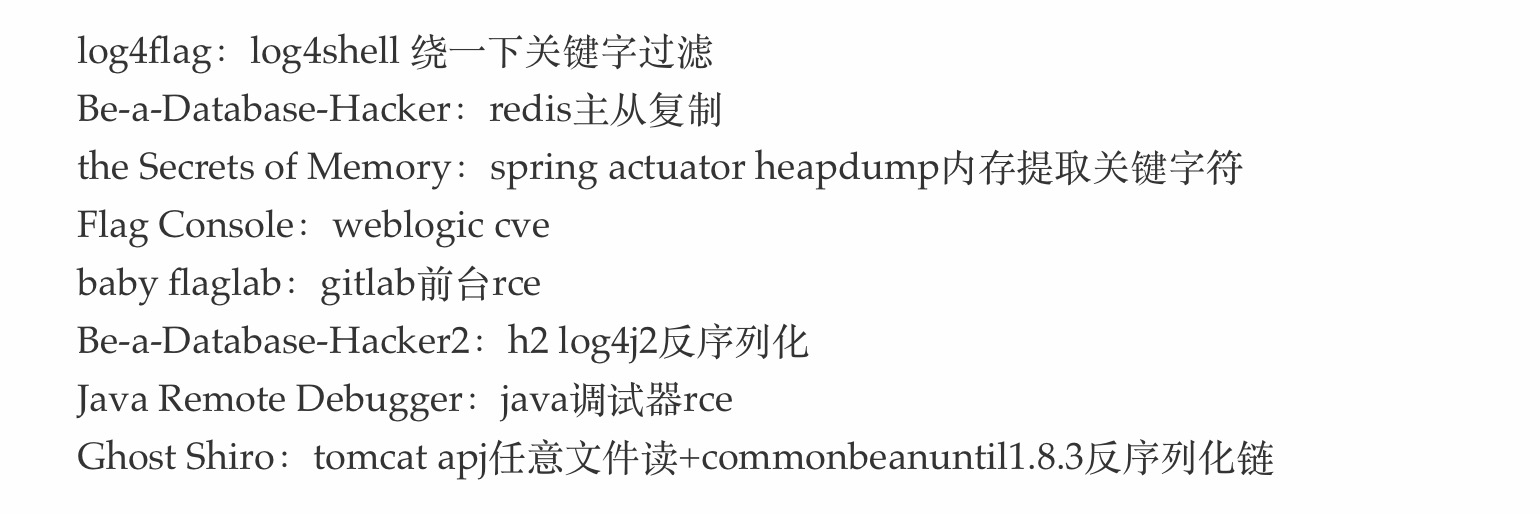 log4flag：log4shell 绕一下关键字过滤
Be-a-Database-Hacker：redis主从复制
the Secrets of Memory：spring actuator heapdump内存提取关键字符
Flag Console：weblogic cve
baby flaglab：gitlab前台rce
Be-a-Database-Hacker2：h2 log4j2反序列化
Java Remote Debugger：java调试器rce
Ghost Shiro：tomcat apj任意文件读+commonbeanuntil1.8.3反序列化链